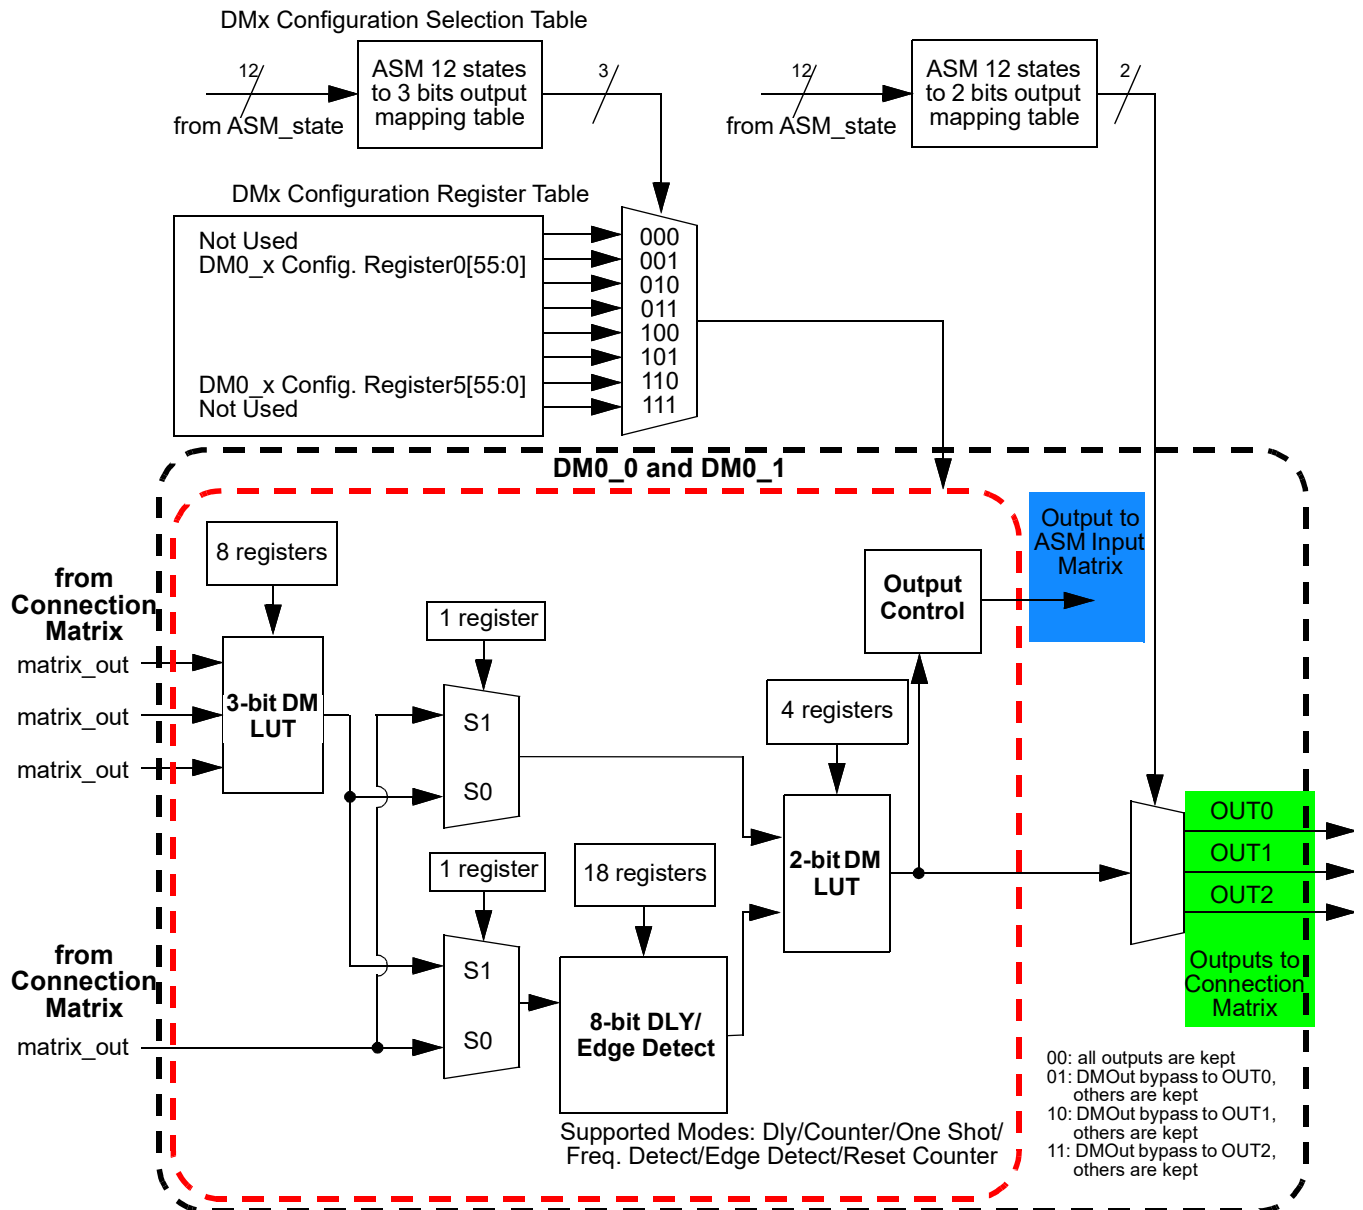 DMx Configuration Selection Table
12
ASM 12 states
to 3 bits output
mapping table
3
from ASM_state
12
ASM 12 states
to 2 bits output
mapping table
2
from ASM_state
DMx Configuration Register Table
Not Used
DM0_x Config. Register0[55:0]
DM0_x Config. Register5[55:0]
Not Used
000
001
010
011
100
101
110
111
DM0_0 and DM0_1
8 registers
from
Connection
Matrix
matrix_out
matrix_out
matrix_out
3-bit DM
LUT
1 register
S1
S0
Output
Control
Output to
ASM Input
Matrix
4 registers
2-bit DM
LUT
1 register
18 registers
S1
S0
8-bit DLY/
Edge Detect
from
Connection
Matrix
matrix_out
OUT0
OUT1
OUT2
Outputs to
Connection
Matrix
Supported Modes: Dly/Counter/One Shot/
Freq. Detect/Edge Detect/Reset Counter
00: all outputs are kept
01: DMOut bypass to OUT0,
others are kept
10: DMOut bypass to OUT1,
others are kept
11: DMOut bypass to OUT2,
others are kept